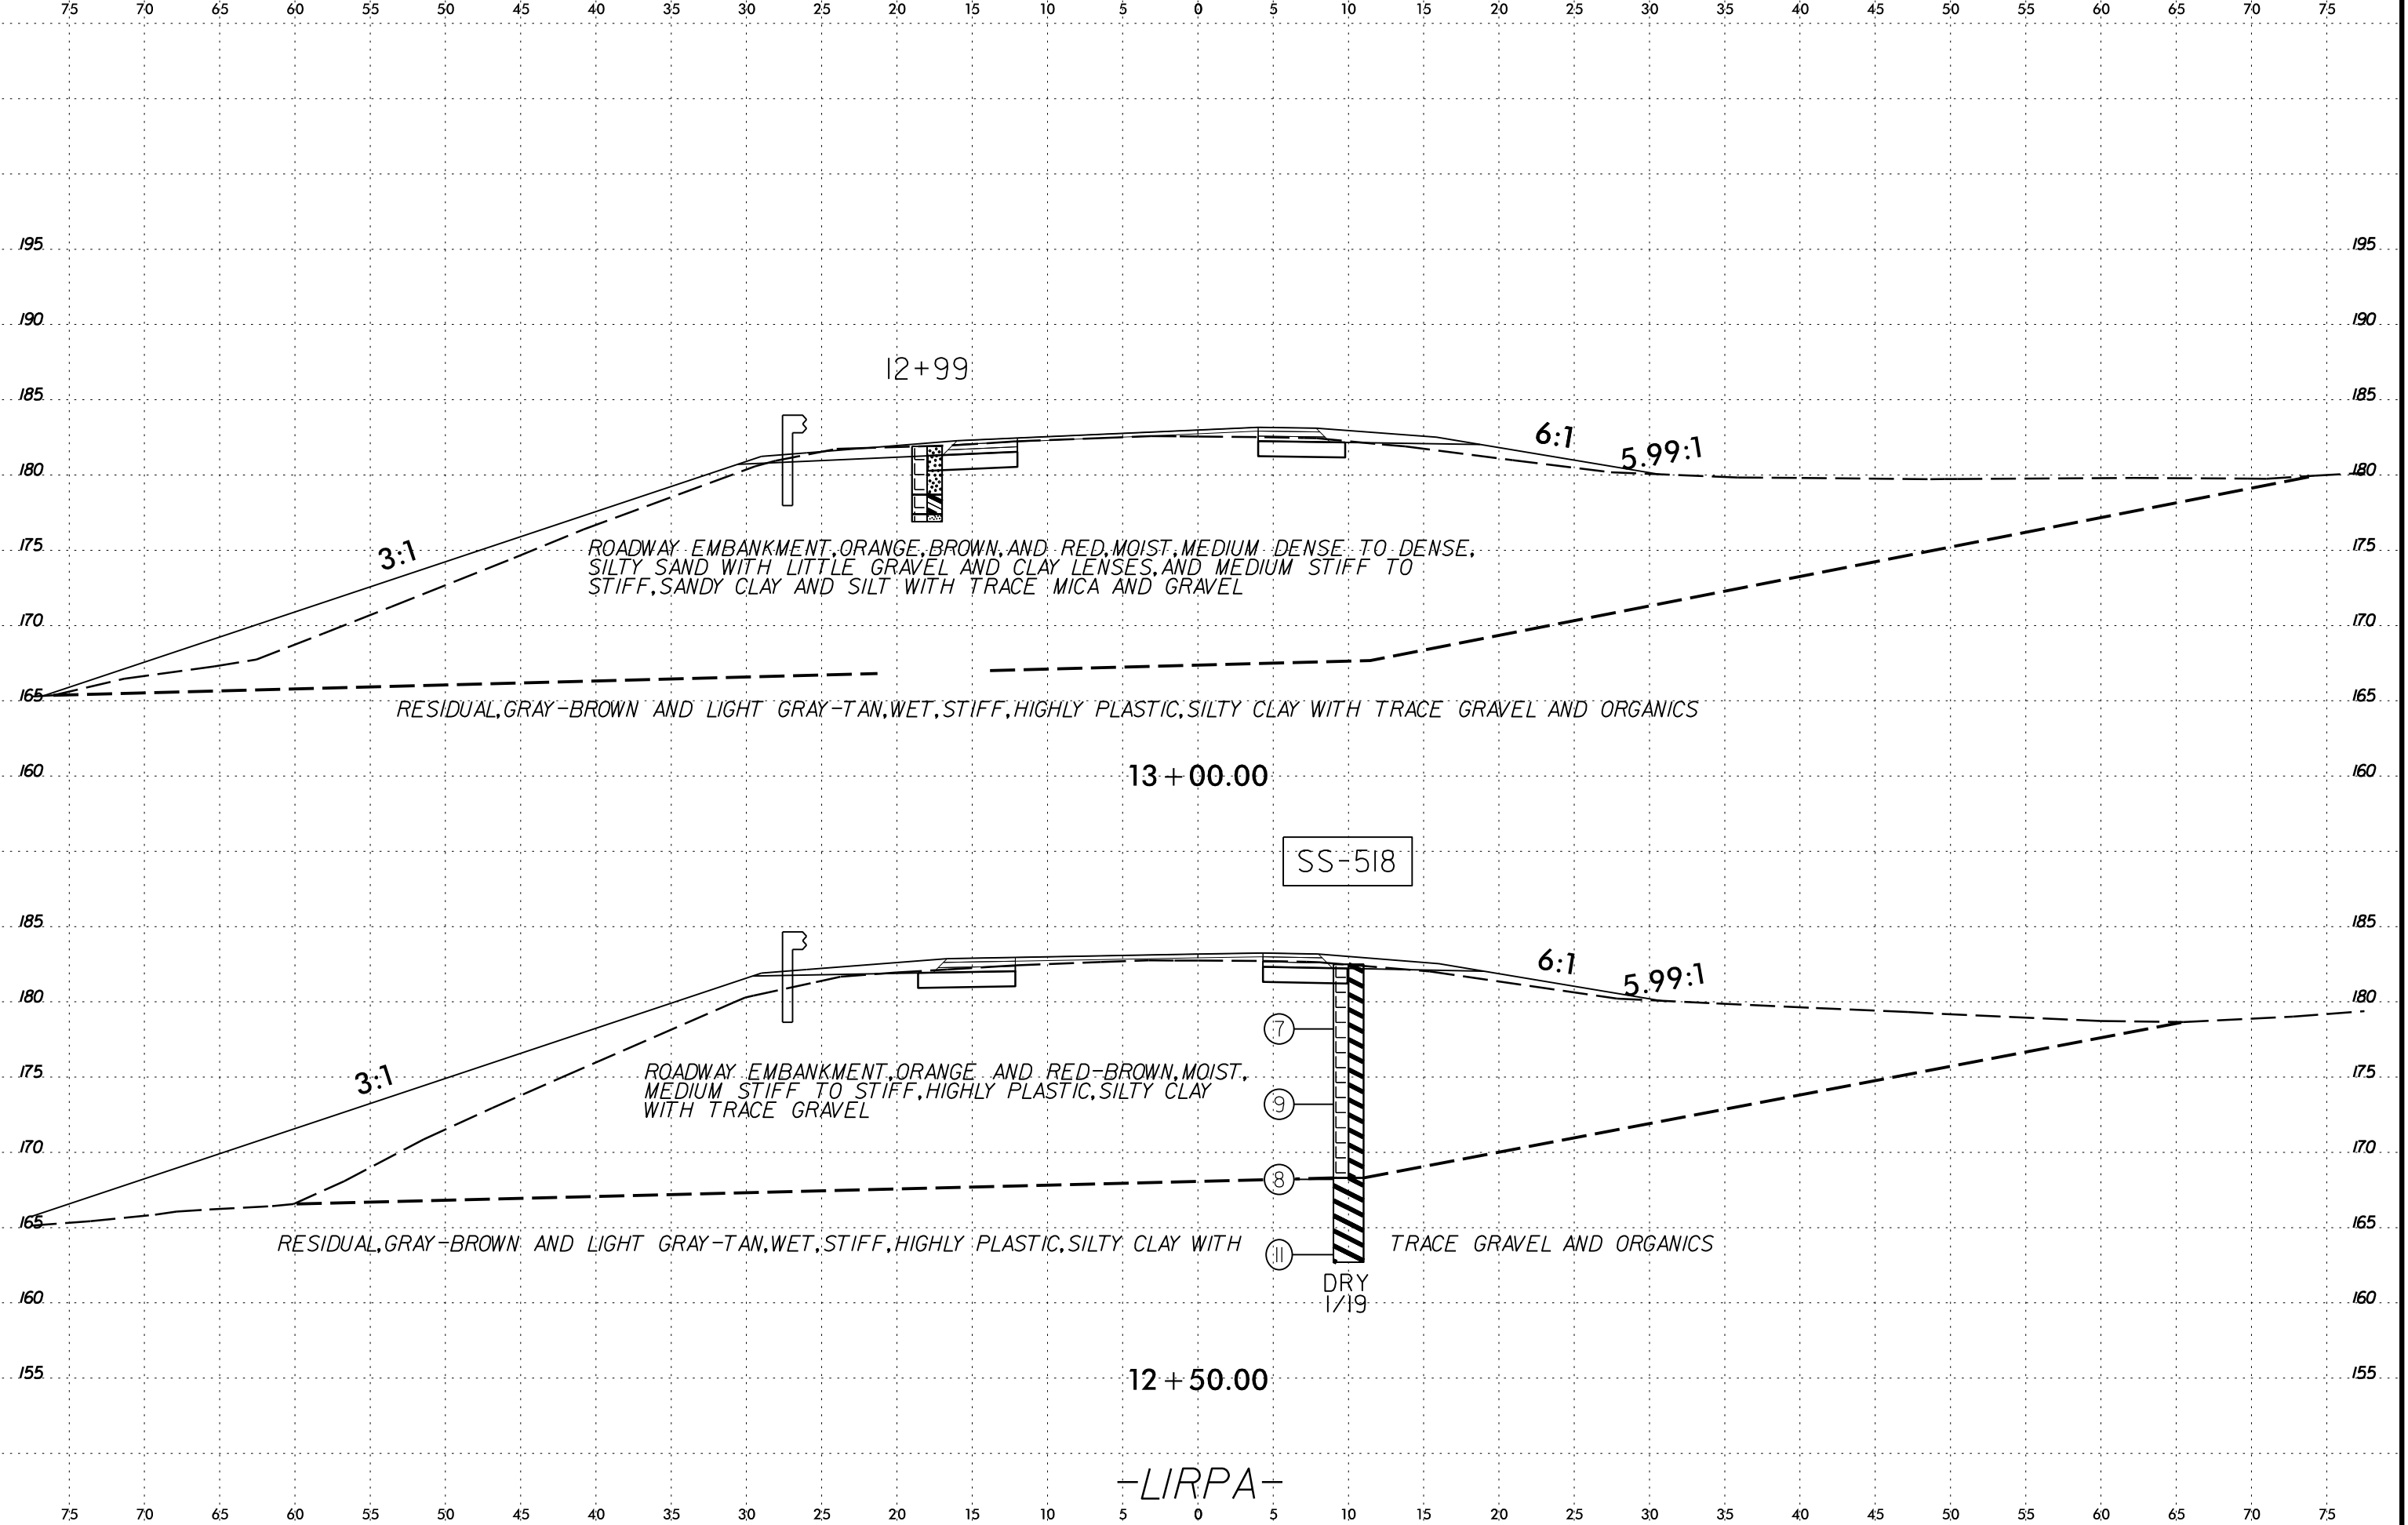 75 70 65 60 55 50 45 40 35 30 25 20 15 10 5 0 5 10 15 20 25 30 35 40 45 50 55 60 65 70 75
195 195
190 190
12+99
185 185
6:1 5.99:1
180 180
3:1
175 175
ROADWAY EMBANKMENT, ORANGE, BROWN, AND RED, MOIST, MEDIUM DENSE TO DENSE,
SILTY SAND WITH LITTLE GRAVEL AND CLAY LENSES, AND MEDIUM STIFF TO
STIFF, SANDY CLAY AND SILT WITH TRACE MICA AND GRAVEL
170 170
165 165
RESIDUAL, GRAY-BROWN AND LIGHT GRAY-TAN, WET, STIFF, HIGHLY PLASTIC, SILTY CLAY WITH TRACE GRAVEL AND ORGANICS
160 160
13+00.00
SS-518
185 185
6:1 5.99:1
180 180
7
3:1
175 175
ROADWAY EMBANKMENT, ORANGE AND RED-BROWN, MOIST,
MEDIUM STIFF TO STIFF, HIGHLY PLASTIC, SILTY CLAY
WITH TRACE GRAVEL
9
170 170
8
165 165
RESIDUAL, GRAY-BROWN AND LIGHT GRAY-TAN, WET, STIFF, HIGHLY PLASTIC, SILTY CLAY WITH TRACE GRAVEL AND ORGANICS
11
DRY
1/19
160 160
155 155
12+50.00
-LIRPA-
75 70 65 60 55 50 45 40 35 30 25 20 15 10 5 0 5 10 15 20 25 30 35 40 45 50 55 60 65 70 75